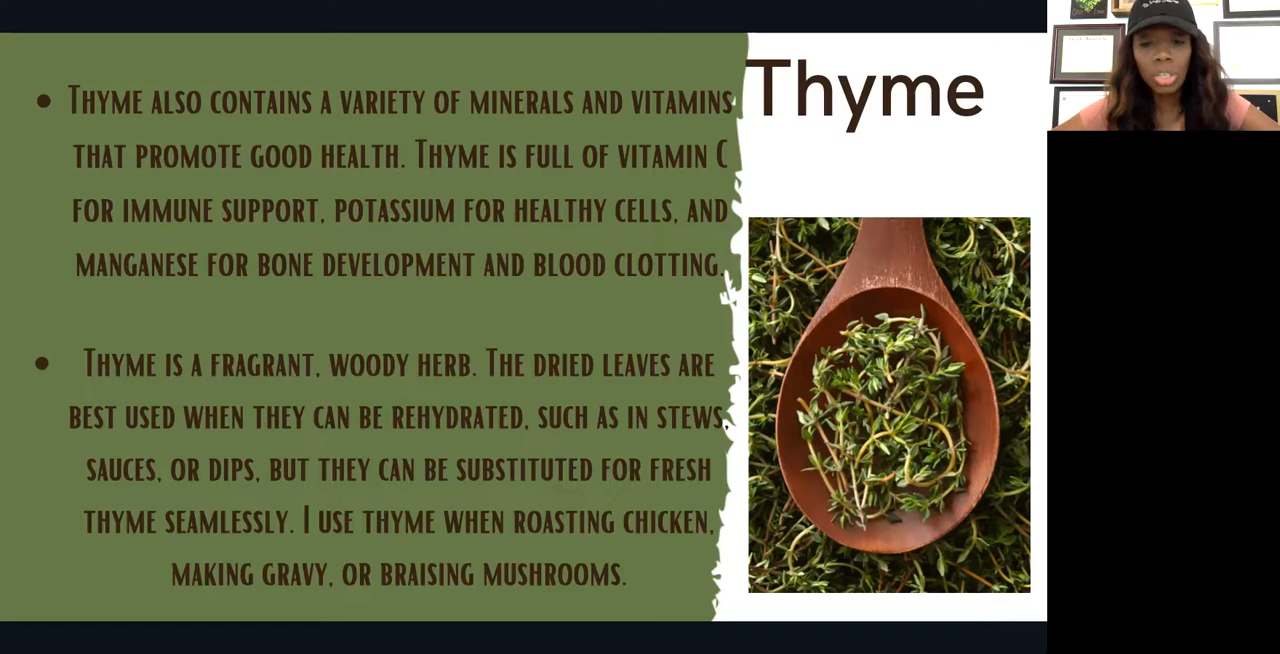 Thyme
• Thyme also contains a variety of minerals and vitamins
that promote good health. Thyme is full of vitamin C
for immune support, potassium for healthy cells, and
manganese for bone development and blood clotting.
• Thyme is a fragrant, woody herb. The dried leaves are
best used when they can be rehydrated, such as in stews,
sauces, or dips, but they can be substituted for fresh
thyme seamlessly. I use thyme when roasting chicken,
making gravy, or braising mushrooms.